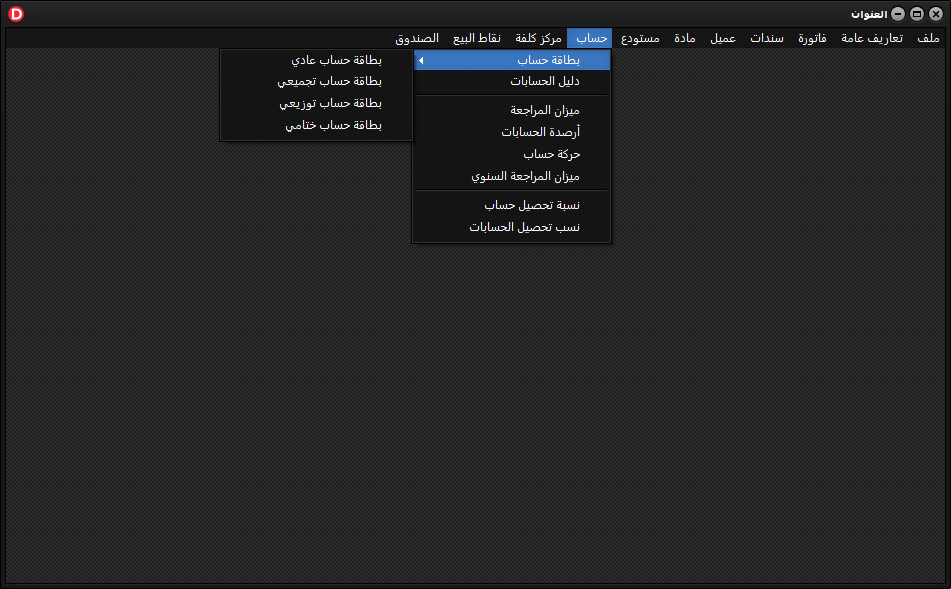 العنوات
D
ملف تعاريف عامة فاتورة سندات عميل مادة مستودع حساب مركز كلفة نقاط البيع الصندوق
بطاقة حساب
دليل الحسابات
ميزان المراجعة
أرصدة الحسابات
حركة حساب
ميزان المراجعة السنوي
نسبة تحصيل حساب
نسب تحصيل الحسابات
بطاقة حساب عادي
بطاقة حساب تجميعي
بطاقة حساب توزيعي
بطاقة حساب ختامي